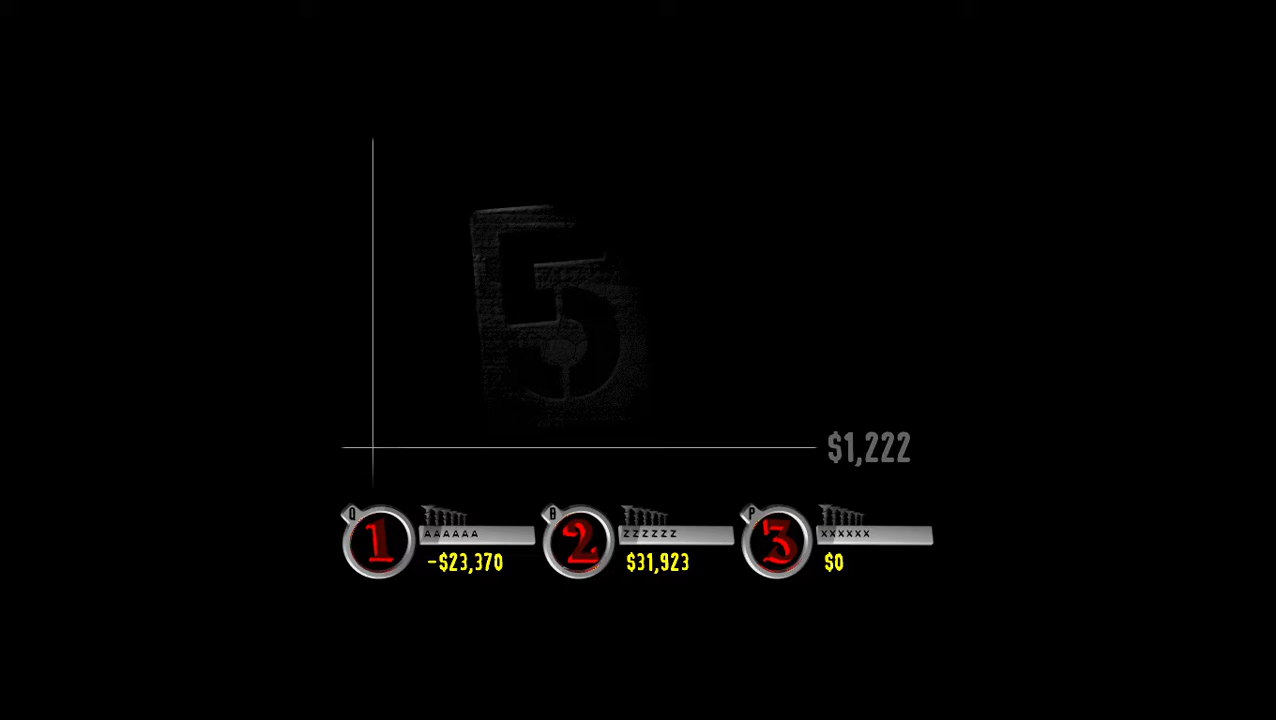 5
$1,222
Q 1 AAAAAA
-$23,370
B 2 ZZZZZZ
$31,923
P 3 XXXXXX
$0